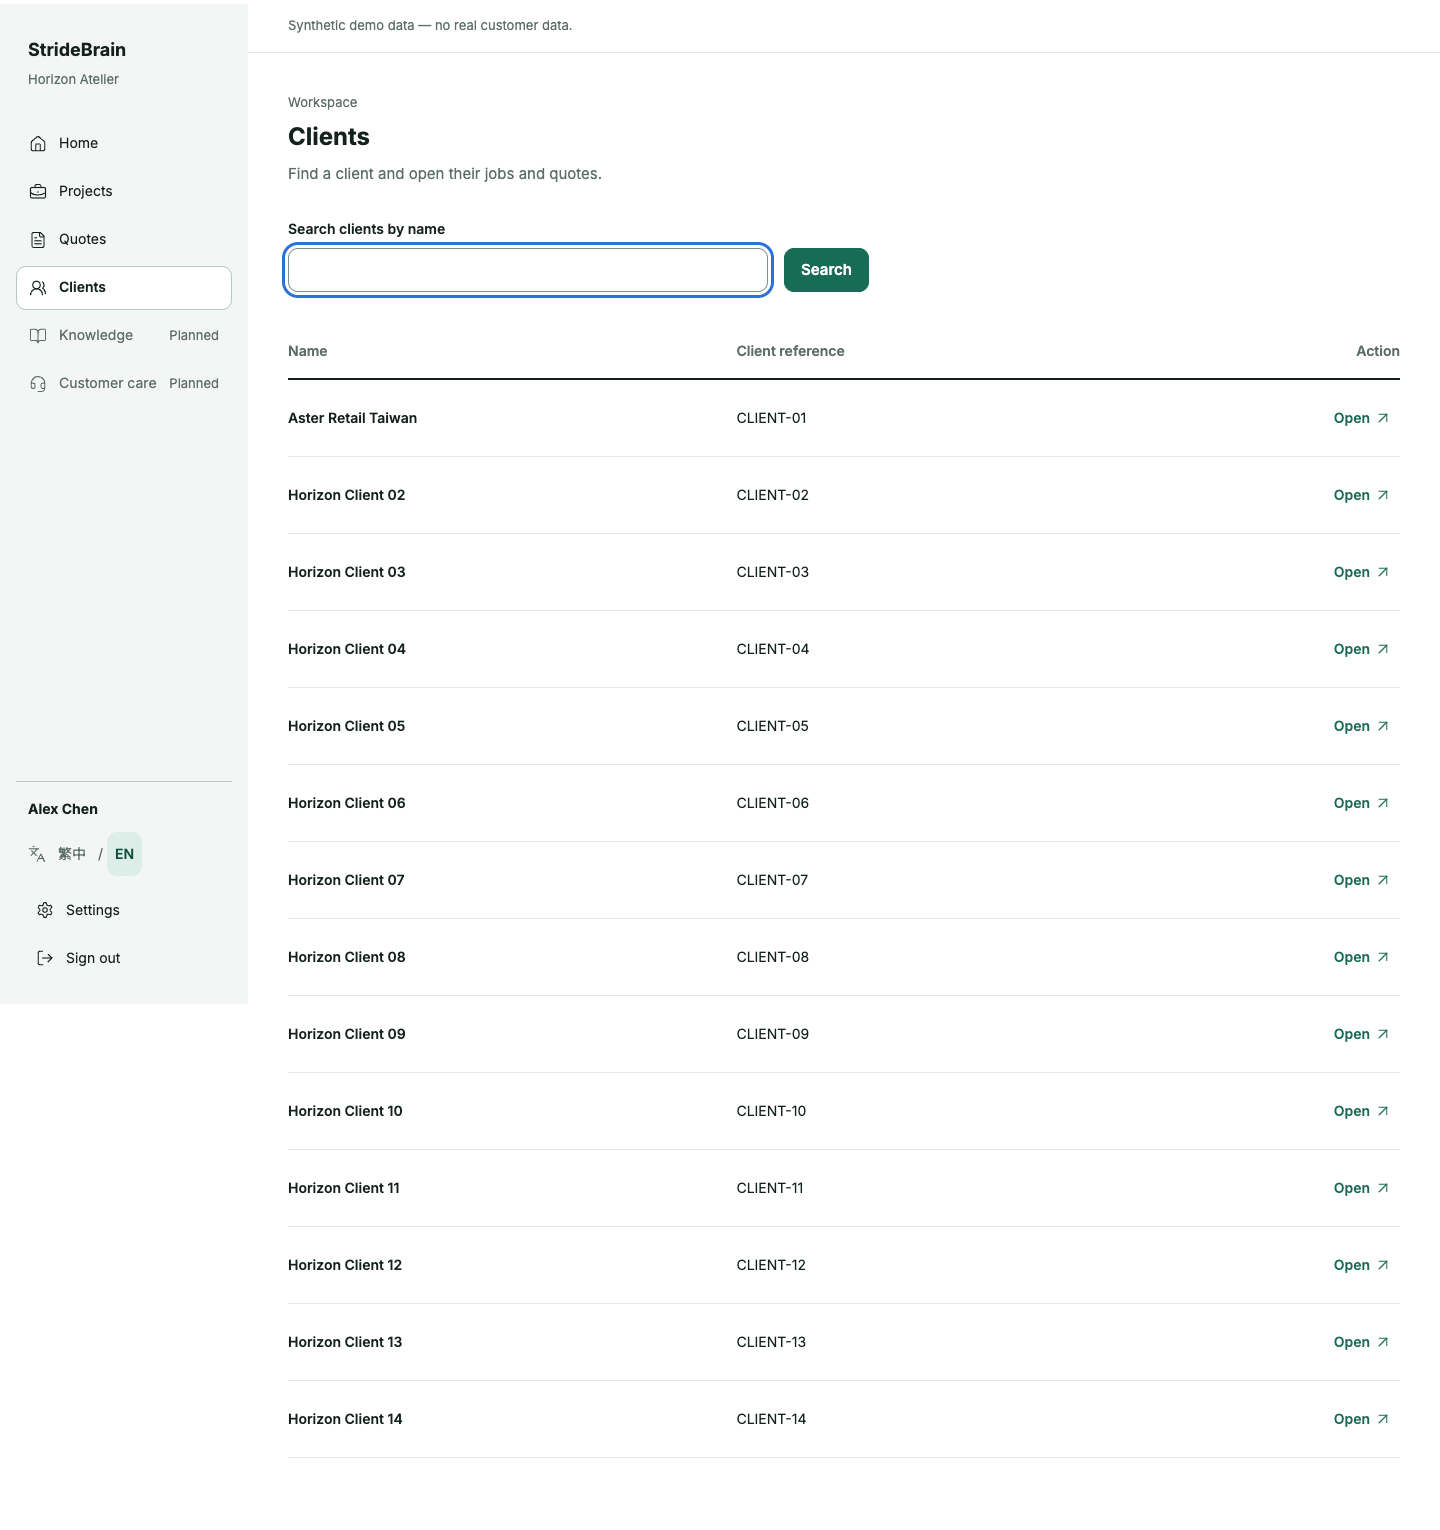 StrideBrain
Horizon Atelier
Home
Projects
Quotes
Clients
Knowledge Planned
Customer care Planned
Alex Chen
繁中 / EN
Settings
Sign out
Synthetic demo data — no real customer data.
Workspace
Clients
Find a client and open their jobs and quotes.
Search clients by name
Search
Name Client reference Action
Aster Retail Taiwan CLIENT-01 Open
Horizon Client 02 CLIENT-02 Open
Horizon Client 03 CLIENT-03 Open
Horizon Client 04 CLIENT-04 Open
Horizon Client 05 CLIENT-05 Open
Horizon Client 06 CLIENT-06 Open
Horizon Client 07 CLIENT-07 Open
Horizon Client 08 CLIENT-08 Open
Horizon Client 09 CLIENT-09 Open
Horizon Client 10 CLIENT-10 Open
Horizon Client 11 CLIENT-11 Open
Horizon Client 12 CLIENT-12 Open
Horizon Client 13 CLIENT-13 Open
Horizon Client 14 CLIENT-14 Open